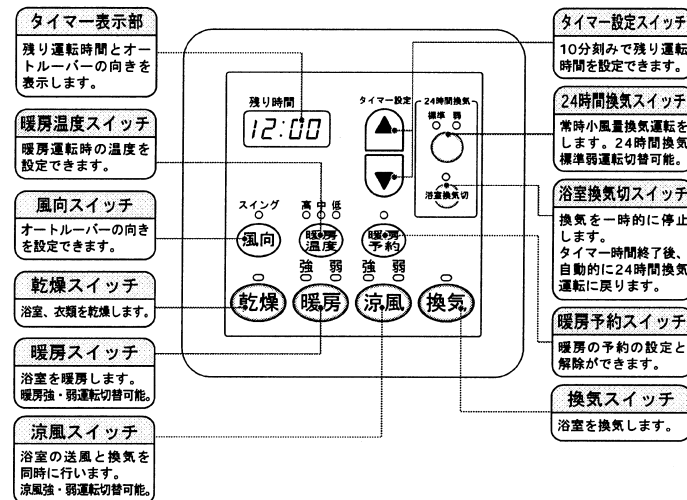 タイマー表示部
残り運転時間とオー
トルーバーの向きを
表示します。
暖房温度スイッチ
暖房運転時の温度を
設定できます。
風向スイッチ
オートルーバーの向き
を設定できます。
乾燥スイッチ
浴室、衣類を乾燥します。
暖房スイッチ
浴室を暖房します。
暖房強・弱運転切替可能。
涼風スイッチ
浴室の送風と換気を
同時に行います。
涼風強・弱運転切替可能。
残り時間
12:00
タイマー設定
24時間換気
標準 弱
浴室換気切
スイング
高 中 低
風向
暖房
温度
暖房
予約
強 弱
強 弱
乾燥
暖房
涼風
換気
タイマー設定スイッチ
10分刻みで残り運転
時間を設定できます。
24時間換気スイッチ
常時小風量換気運転を
します。24時間換気
標準弱運転切替可能。
浴室換気切スイッチ
換気を一時的に停止
します。
タイマー時間終了後、
自動的に24時間換気
運転に戻ります。
暖房予約スイッチ
暖房の予約の設定と
解除ができます。
換気スイッチ
浴室を換気します。